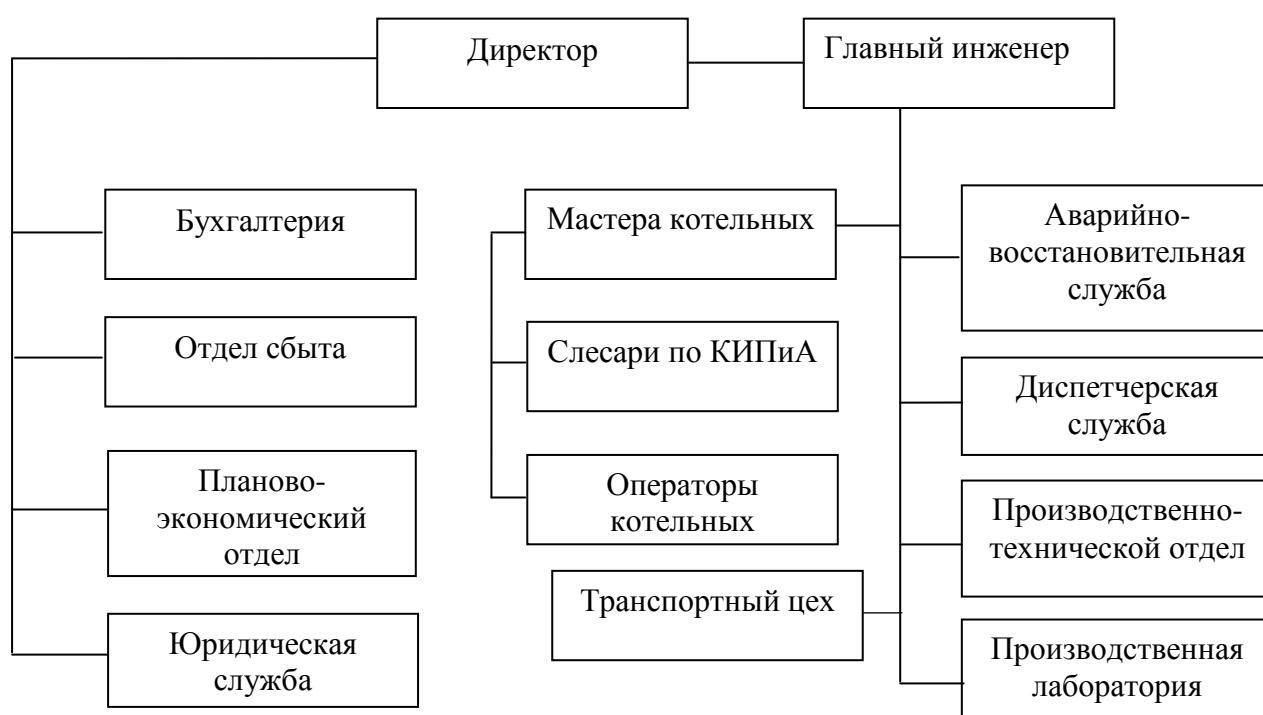 Директор
Главный инженер
Бухгалтерия
Мастера котельных
Аварийно-
восстановительная
служба
Отдел сбыта
Слесари по КИПиА
Диспетчерская
служба
Планово-
экономический
отдел
Операторы
котельных
Производственно-
технической отдел
Транспортный цех
Юридическая
служба
Производственная
лаборатория